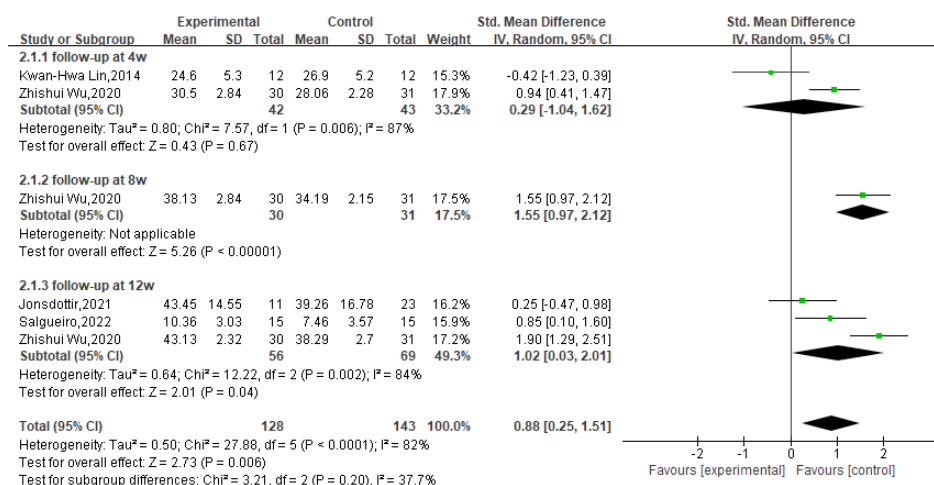 Experimental Control Std. Mean Difference Std. Mean Difference
Study or Subgroup Mean SD Total Mean SD Total Weight IV, Random, 95% CI IV, Random, 95% CI
2.1.1 follow-up at 4w
Kwan-Hwa Lin,2014 24.6 5.3 12 26.9 5.2 12 15.3% -0.42 [-1.23, 0.39]
Zhishui Wu,2020 30.5 2.84 30 28.06 2.28 31 17.9% 0.94 [0.41, 1.47]
Subtotal (95% CI) 42 43 33.2% 0.29 [-1.04, 1.62]
Heterogeneity: Tau² = 0.80; Chi² = 7.57, df = 1 (P = 0.006); I² = 87%
Test for overall effect: Z = 0.43 (P = 0.67)
2.1.2 follow-up at 8w
Zhishui Wu,2020 38.13 2.84 30 34.19 2.15 31 17.5% 1.55 [0.97, 2.12]
Subtotal (95% CI) 30 31 17.5% 1.55 [0.97, 2.12]
Heterogeneity: Not applicable
Test for overall effect: Z = 5.26 (P < 0.00001)
2.1.3 follow-up at 12w
Jonsdottir,2021 43.45 14.55 11 39.26 16.78 23 16.2% 0.25 [-0.47, 0.98]
Salgueiro,2022 10.36 3.03 15 7.46 3.57 15 15.9% 0.85 [0.10, 1.60]
Zhishui Wu,2020 43.13 2.32 30 38.29 2.7 31 17.2% 1.90 [1.29, 2.51]
Subtotal (95% CI) 56 69 49.3% 1.02 [0.03, 2.01]
Heterogeneity: Tau² = 0.64; Chi² = 12.22, df = 2 (P = 0.002); I² = 84%
Test for overall effect: Z = 2.01 (P = 0.04)
Total (95% CI) 128 143 100.0% 0.88 [0.25, 1.51]
Heterogeneity: Tau² = 0.50; Chi² = 27.88, df = 5 (P < 0.0001); I² = 82%
Test for overall effect: Z = 2.73 (P = 0.006)
Test for subgroup differences: Chi² = 3.21, df = 2 (P = 0.20), I² = 37.7%
-2 -1 0 1 2
Favours [experimental] Favours [control]